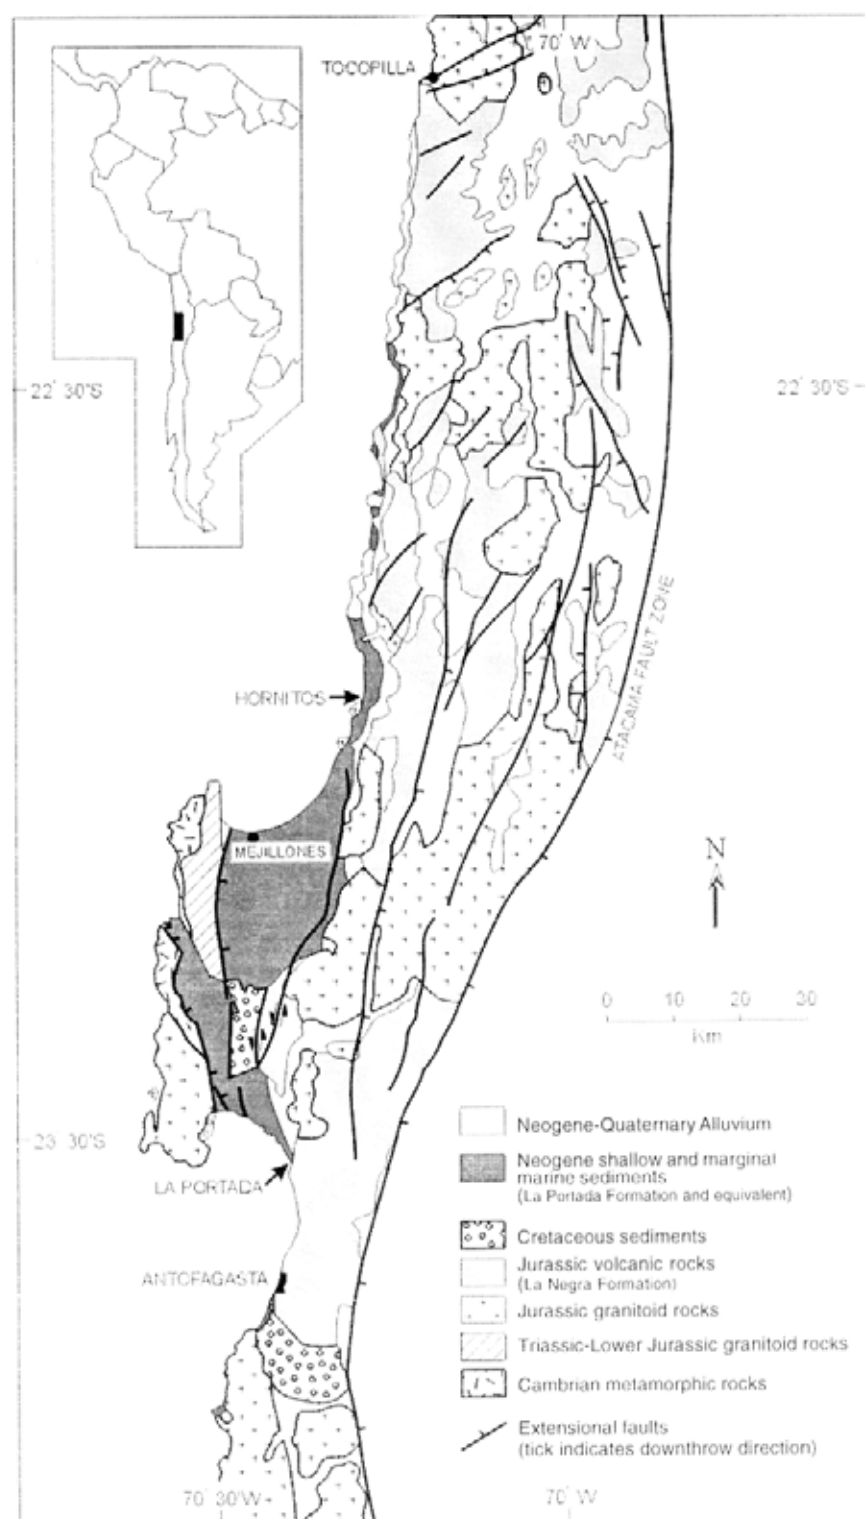 70° W
TOCOPILLA
22° 30'S
22° 30'S
ATACAMA FAULT ZONE
HORNITOS
MEJILLONES
N
0 10 20 30
Km
23° 30'S
LA PORTADA
ANTOFAGASTA
Neogene-Quaternary Alluvium
Neogene shallow and marginal
marine sediments
(La Portada Formation and equivalent)
Cretaceous sediments
Jurassic volcanic rocks
(La Negra Formation)
Jurassic granitoid rocks
Triassic-Lower Jurassic granitoid rocks
Cambrian metamorphic rocks
Extensional faults
(tick indicates downthrow direction)
70° 30'W
70° W